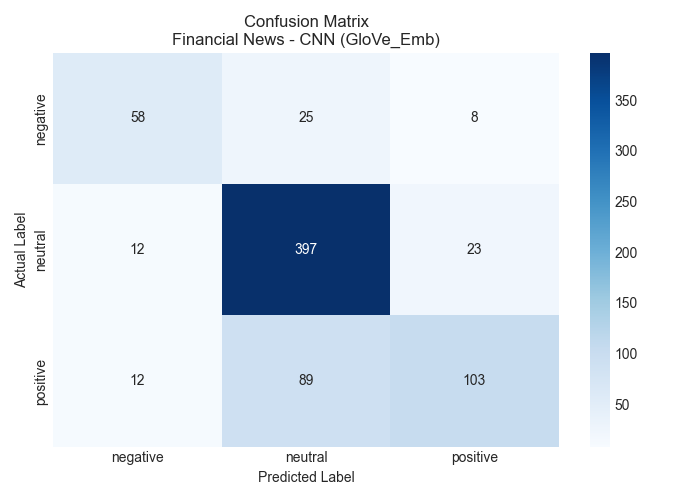 Confusion Matrix
Financial News - CNN (GloVe_Emb)
Actual Label
negative
58 25 8
neutral
12 397 23
positive
12 89 103
negative neutral positive
Predicted Label
350
300
250
200
150
100
50